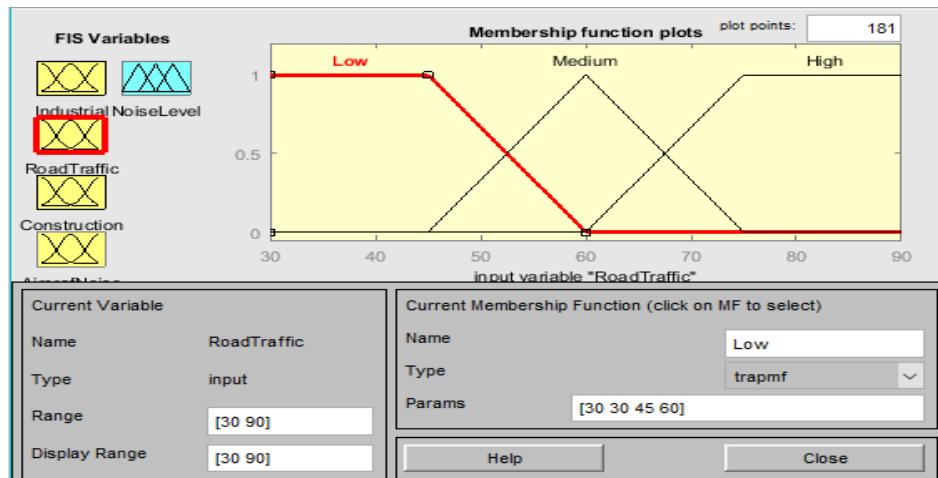 FIS Variables
Membership function plots
plot points:
181
Industrial
NoiseLevel
RoadTraffic
Construction
AircrafNoise
Low
Medium
High
1
0.5
0
30
40
50
60
70
80
90
input variable "RoadTraffic"
Current Variable
Name
RoadTraffic
Type
input
Range
[30 90]
Display Range
[30 90]
Current Membership Function (click on MF to select)
Name
Low
Type
trapmf
Params
[30 30 45 60]
Help
Close